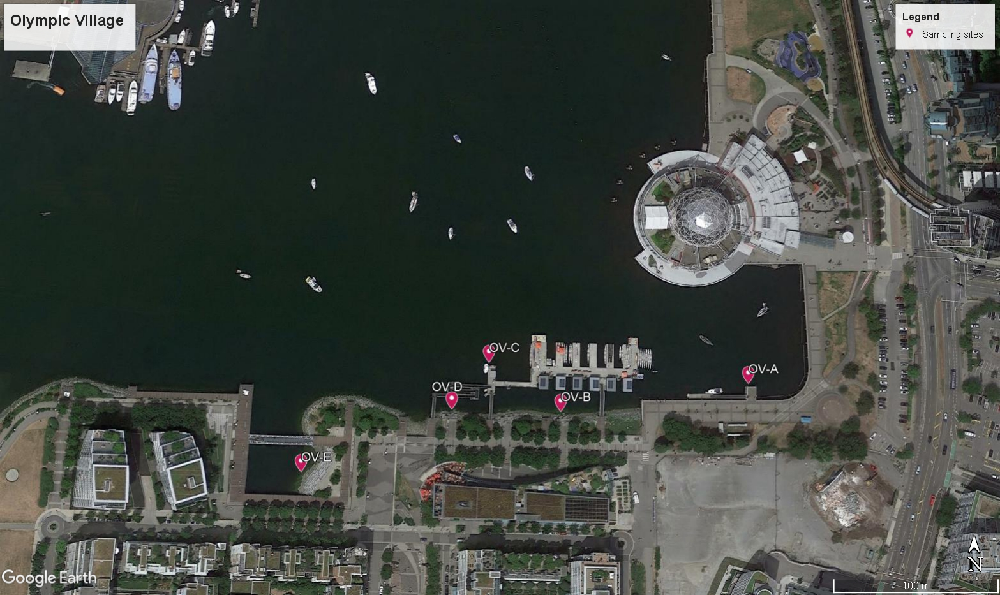 Olympic Village
Legend
Sampling sites
OV-C
OV-A
OV-D
OV-B
OV-E
N
Google Earth
100 m